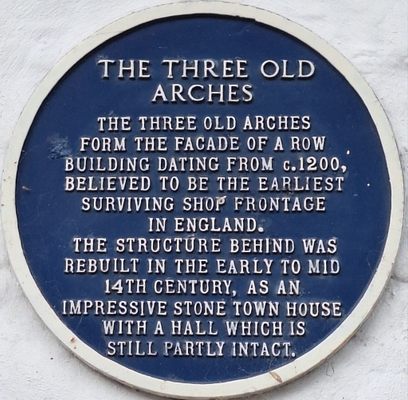 THE THREE OLD
ARCHES
THE THREE OLD ARCHES
FORM THE FACADE OF A ROW
BUILDING DATING FROM c.1200,
BELIEVED TO BE THE EARLIEST
SURVIVING SHOP FRONTAGE
IN ENGLAND.
THE STRUCTURE BEHIND WAS
REBUILT IN THE EARLY TO MID
14TH CENTURY, AS AN
IMPRESSIVE STONE TOWN HOUSE
WITH A HALL WHICH IS
STILL PARTLY INTACT.